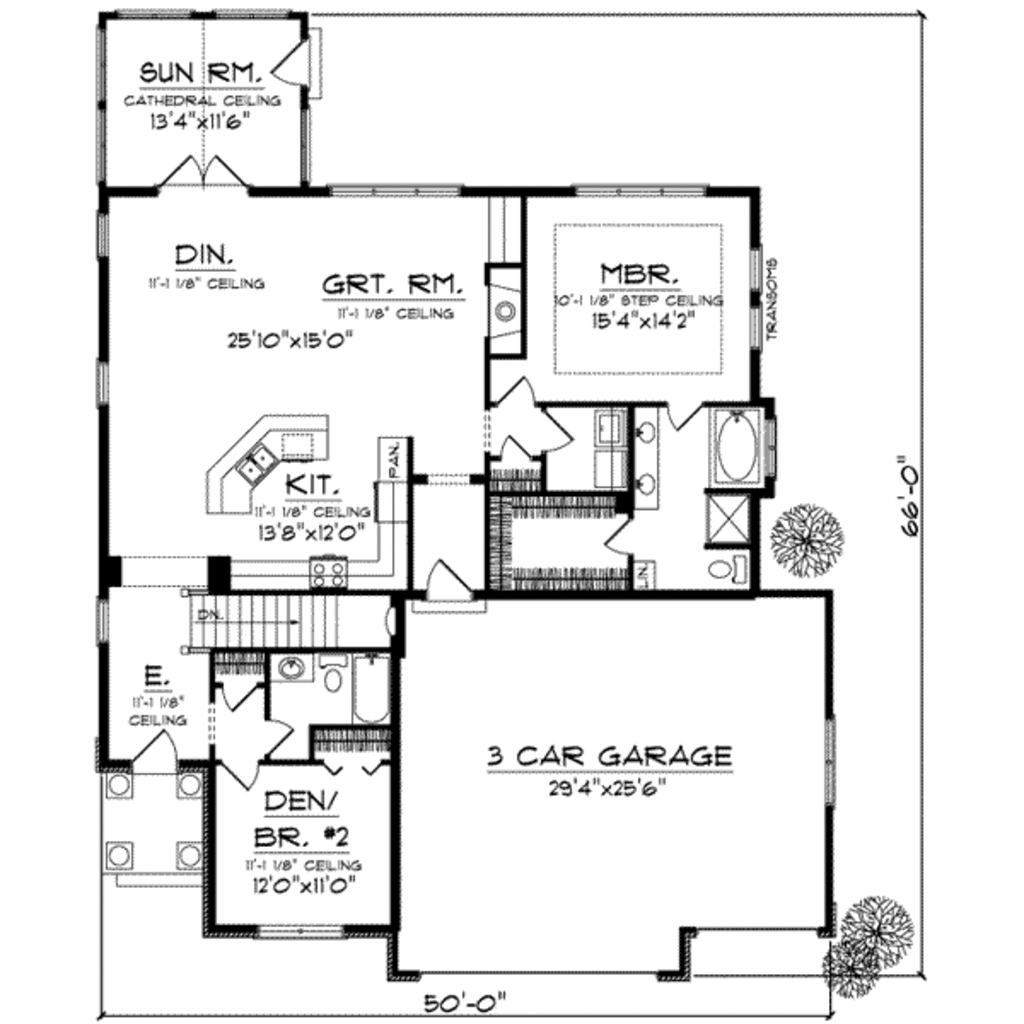 SUN RM.
CATHEDRAL CEILING
13'4"x11'6"
DIN.
11'-1 1/8" CEILING
GRT. RM.
11'-1 1/8" CEILING
25'10"x15'0"
MBR.
10'-1 1/8" STEP CEILING
15'4"x14'2"
TRANSOMS
PAN.
KIT.
11'-1 1/8" CEILING
13'8"x12'0"
LIN.
66'-0"
DN.
E.
11'-1 1/8"
CEILING
3 CAR GARAGE
29'4"x25'6"
DEN/
BR. #2
11'-1 1/8" CEILING
12'0"x11'0"
50'-0"